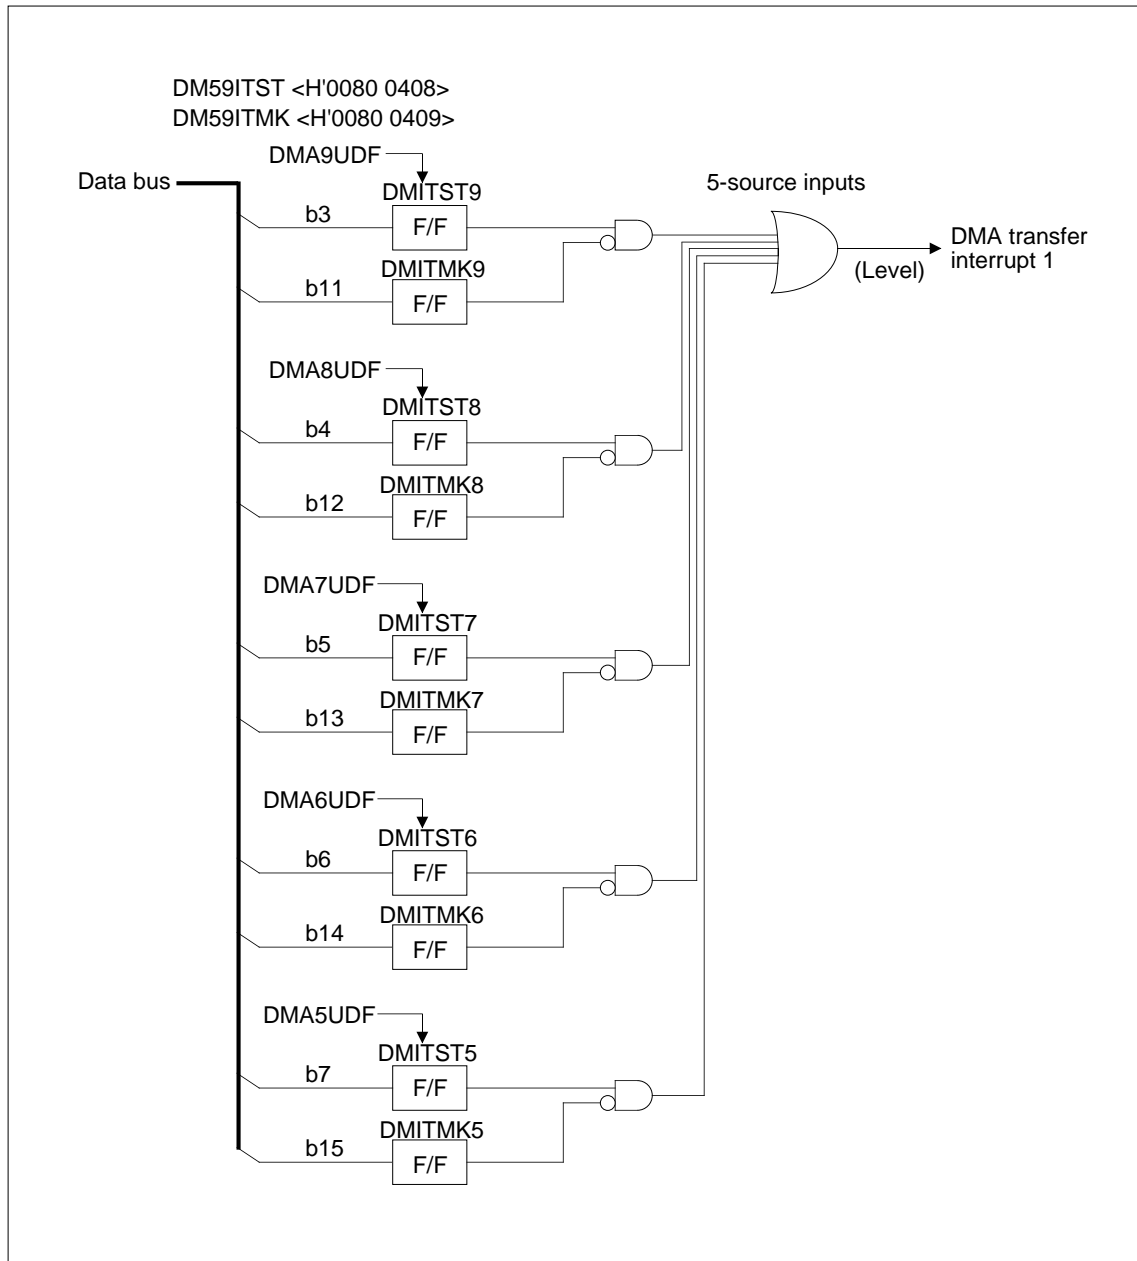 DM59ITST <H'0080 0408>
DM59ITMK <H'0080 0409>
DMA9UDF
Data bus
DMITST9
5-source inputs
b3
F/F
DMA transfer
interrupt 1
(Level)
DMITMK9
b11
F/F
DMA8UDF
DMITST8
b4
F/F
DMITMK8
b12
F/F
DMA7UDF
DMITST7
b5
F/F
DMITMK7
b13
F/F
DMA6UDF
DMITST6
b6
F/F
DMITMK6
b14
F/F
DMA5UDF
DMITST5
b7
F/F
DMITMK5
b15
F/F